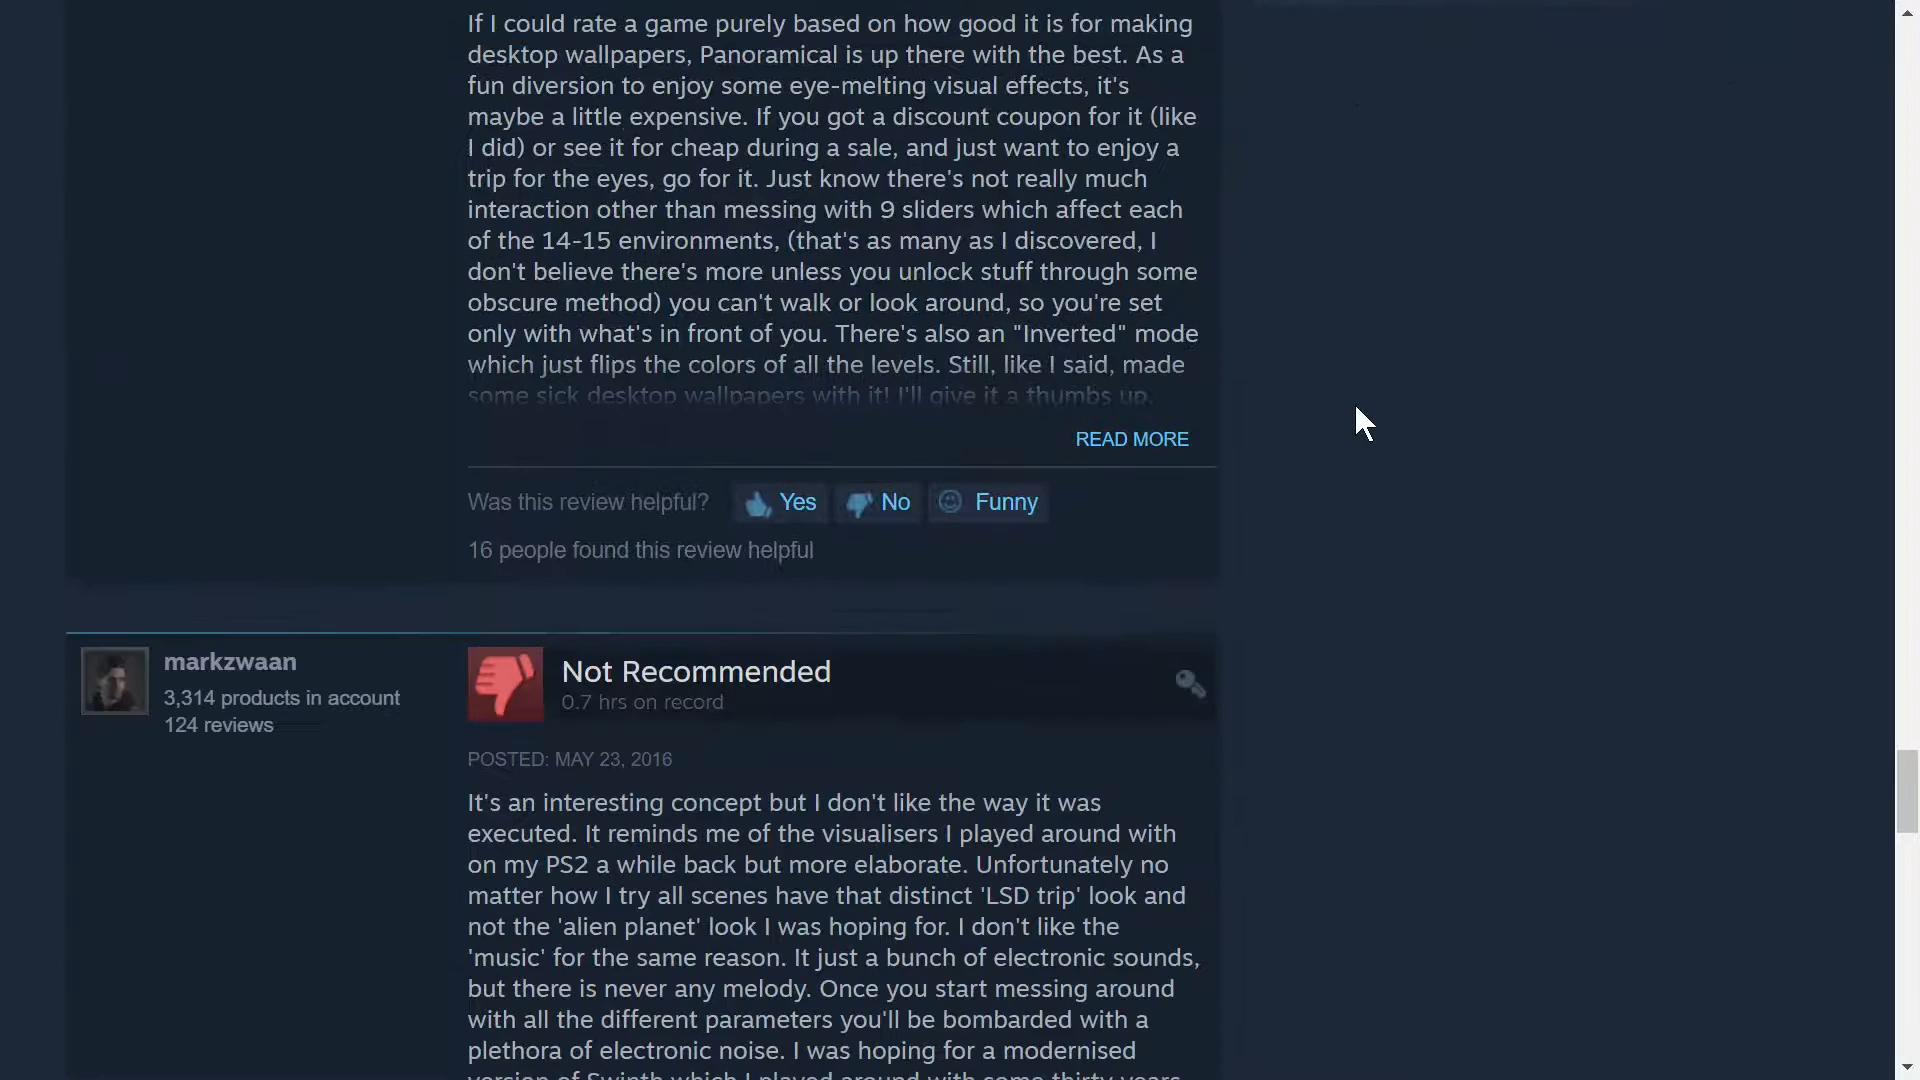 If I could rate a game purely based on how good it is for making
desktop wallpapers, Panoramical is up there with the best. As a
fun diversion to enjoy some eye-melting visual effects, it's
maybe a little expensive. If you got a discount coupon for it (like
I did) or see it for cheap during a sale, and just want to enjoy a
trip for the eyes, go for it. Just know there's not really much
interaction other than messing with 9 sliders which affect each
of the 14-15 environments, (that's as many as I discovered, I
don't believe there's more unless you unlock stuff through some
obscure method) you can't walk or look around, so you're set
only with what's in front of you. There's also an "Inverted" mode
which just flips the colors of all the levels. Still, like I said, made
some sick desktop wallpapers with it! I'll give it a thumbs up.
READ MORE
Was this review helpful? Yes No Funny
16 people found this review helpful
markzwaan
3,314 products in account
124 reviews
Not Recommended
0.7 hrs on record
POSTED: MAY 23, 2016
It's an interesting concept but I don't like the way it was
executed. It reminds me of the visualisers I played around with
on my PS2 a while back but more elaborate. Unfortunately no
matter how I try all scenes have that distinct 'LSD trip' look and
not the 'alien planet' look I was hoping for. I don't like the
'music' for the same reason. It just a bunch of electronic sounds,
but there is never any melody. Once you start messing around
with all the different parameters you'll be bombarded with a
plethora of electronic noise. I was hoping for a modernised
version of Swinth which I played around with some thirty years